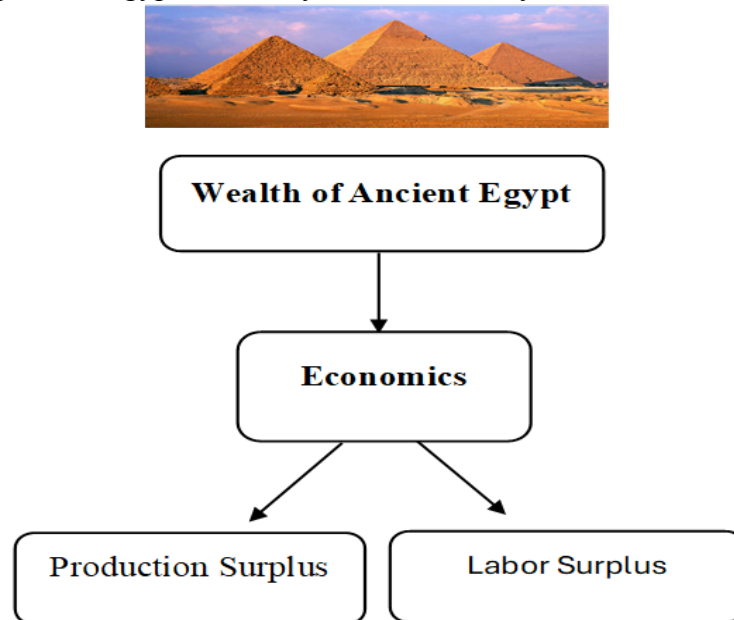 Wealth of Ancient Egypt
Economics
Production Surplus
Labor Surplus